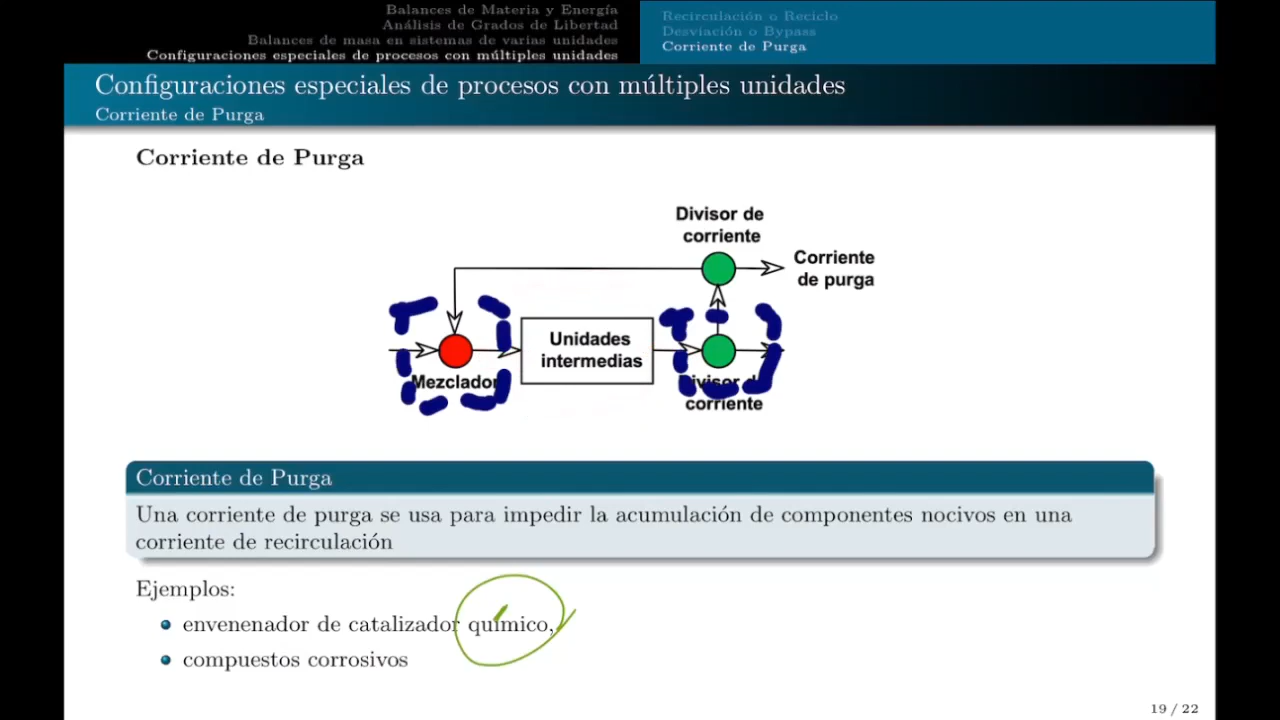 Balances de Materia y Energía
Análisis de Grados de Libertad
Balances de masa en sistemas de varias unidades
Configuraciones especiales de procesos con múltiples unidades
Recirculación o Reciclo
Desviación o Bypass
Corriente de Purga
Configuraciones especiales de procesos con múltiples unidades
Corriente de Purga
Corriente de Purga
Divisor de
corriente
Corriente
de purga
Unidades
intermedias
Mezclador
Divisor de
corriente
Corriente de Purga
Una corriente de purga se usa para impedir la acumulación de componentes nocivos en una
corriente de recirculación
Ejemplos:
envenenador de catalizador químico,
compuestos corrosivos
19 / 22